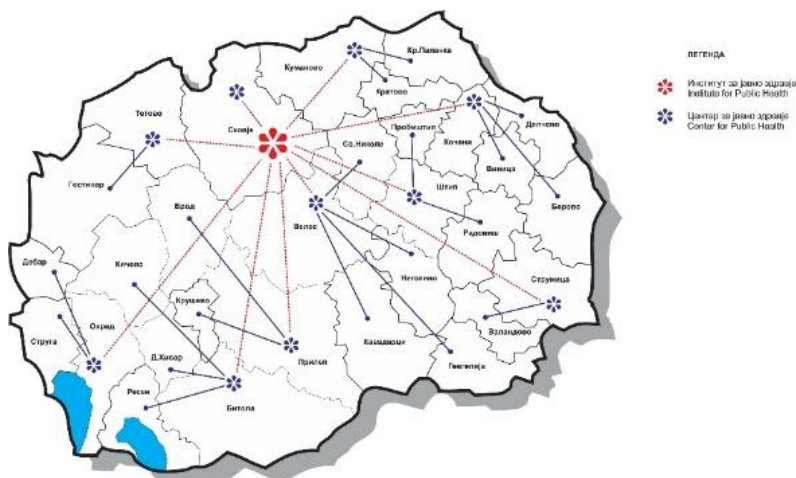 Кр.Паланка
Куманово
Кратово
Тетово
Скопје
Пробиштип
Делчево
Кочани
Св.Николе
Виница
Гостивар
Штип
Берово
Брод
Велес
Радовиш
Дебар
Кичево
Неготино
Струмица
Крушево
Охрид
Струга
Валандово
Кавадарци
Прилеп
Д.Хисар
Гевгелија
Ресен
Битола
ЛЕГЕНДА
Институт за јавно здравје
Institute for Public Health
Центар за јавно здравје
Center for Public Health